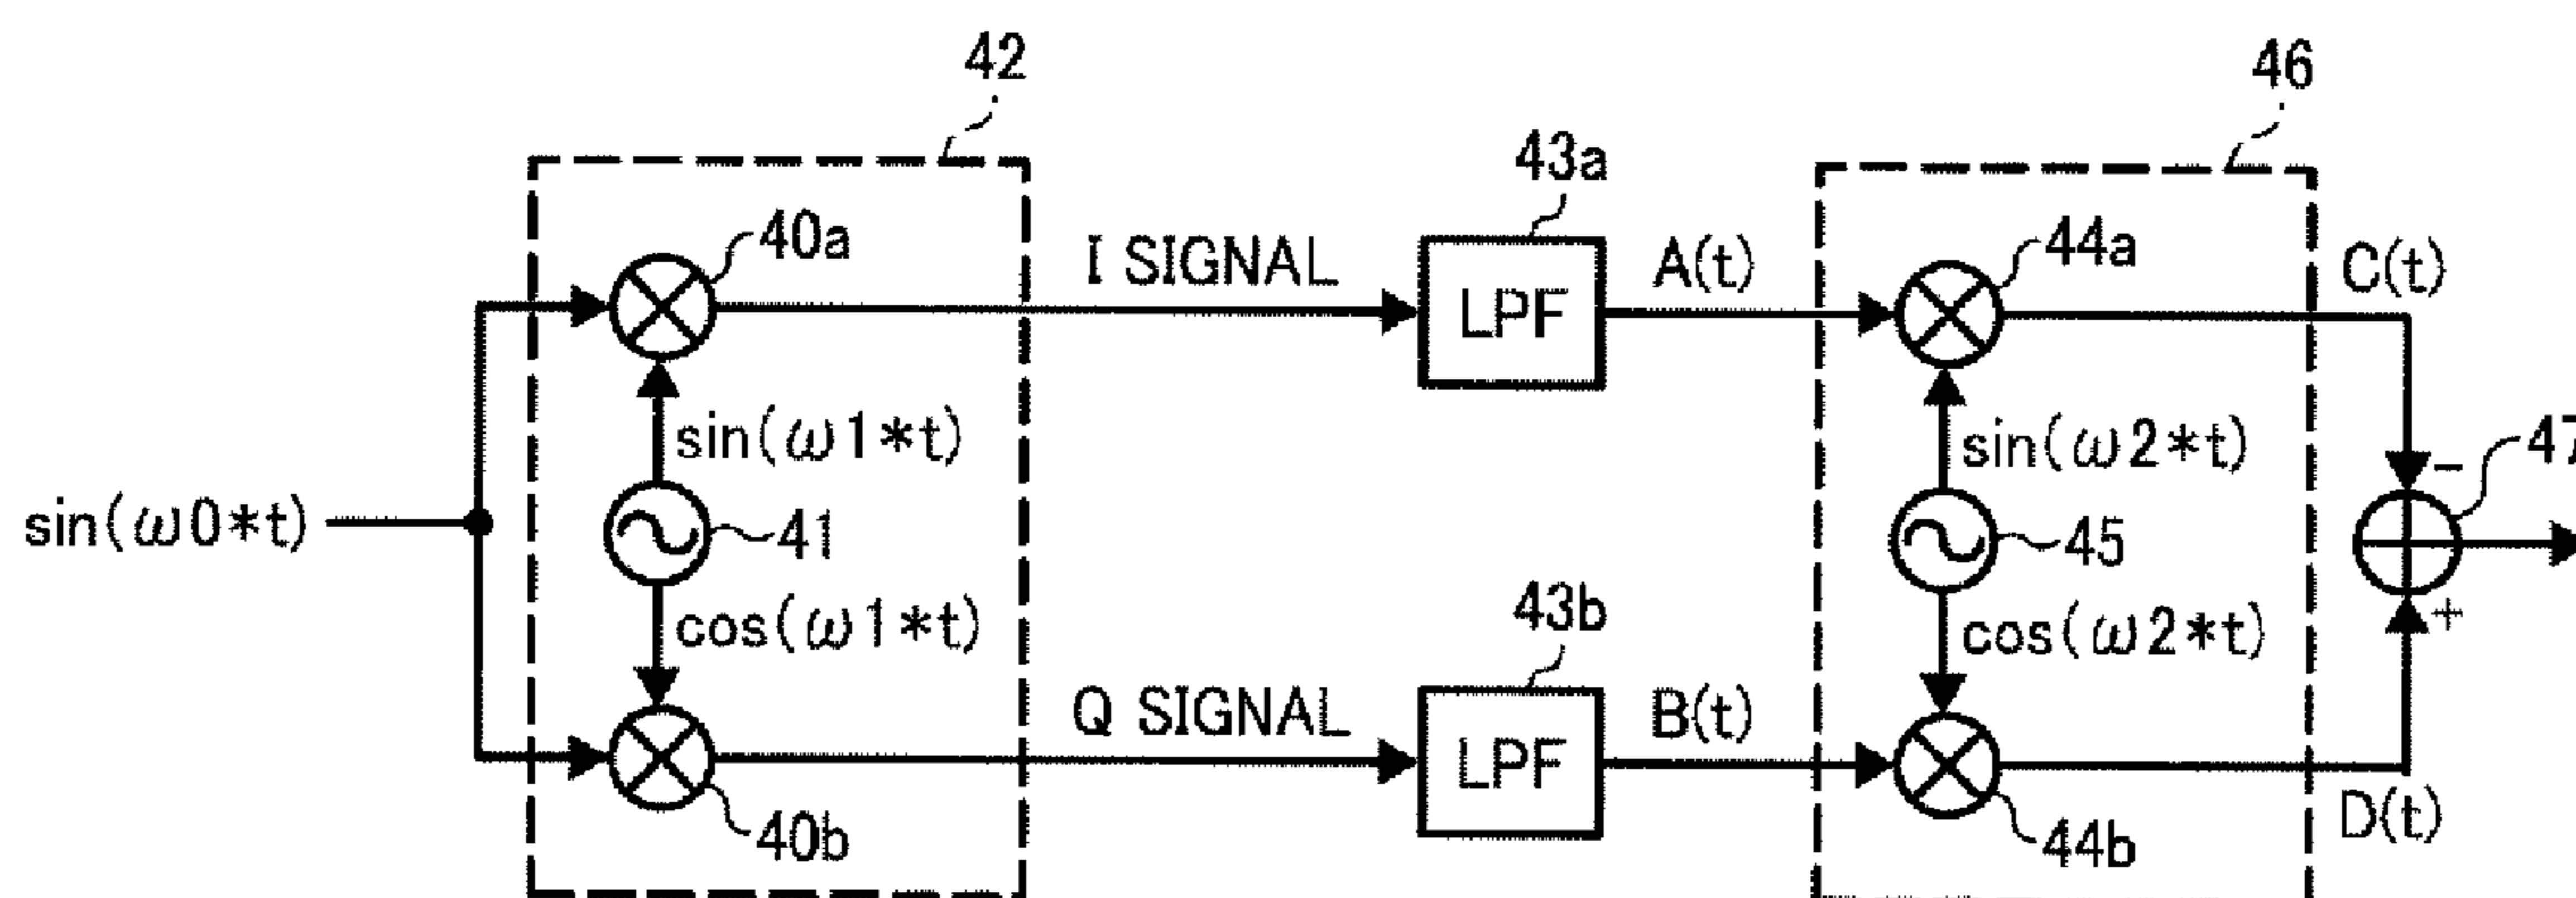 42
46
43a
40a
I SIGNAL
LPF
A(t)
44a
C(t)
sin(ω1*t)
sin(ω2*t)
47
−
sin(ω0*t)
41
45
cos(ω1*t)
43b
cos(ω2*t)
+
Q SIGNAL
LPF
B(t)
40b
44b
D(t)